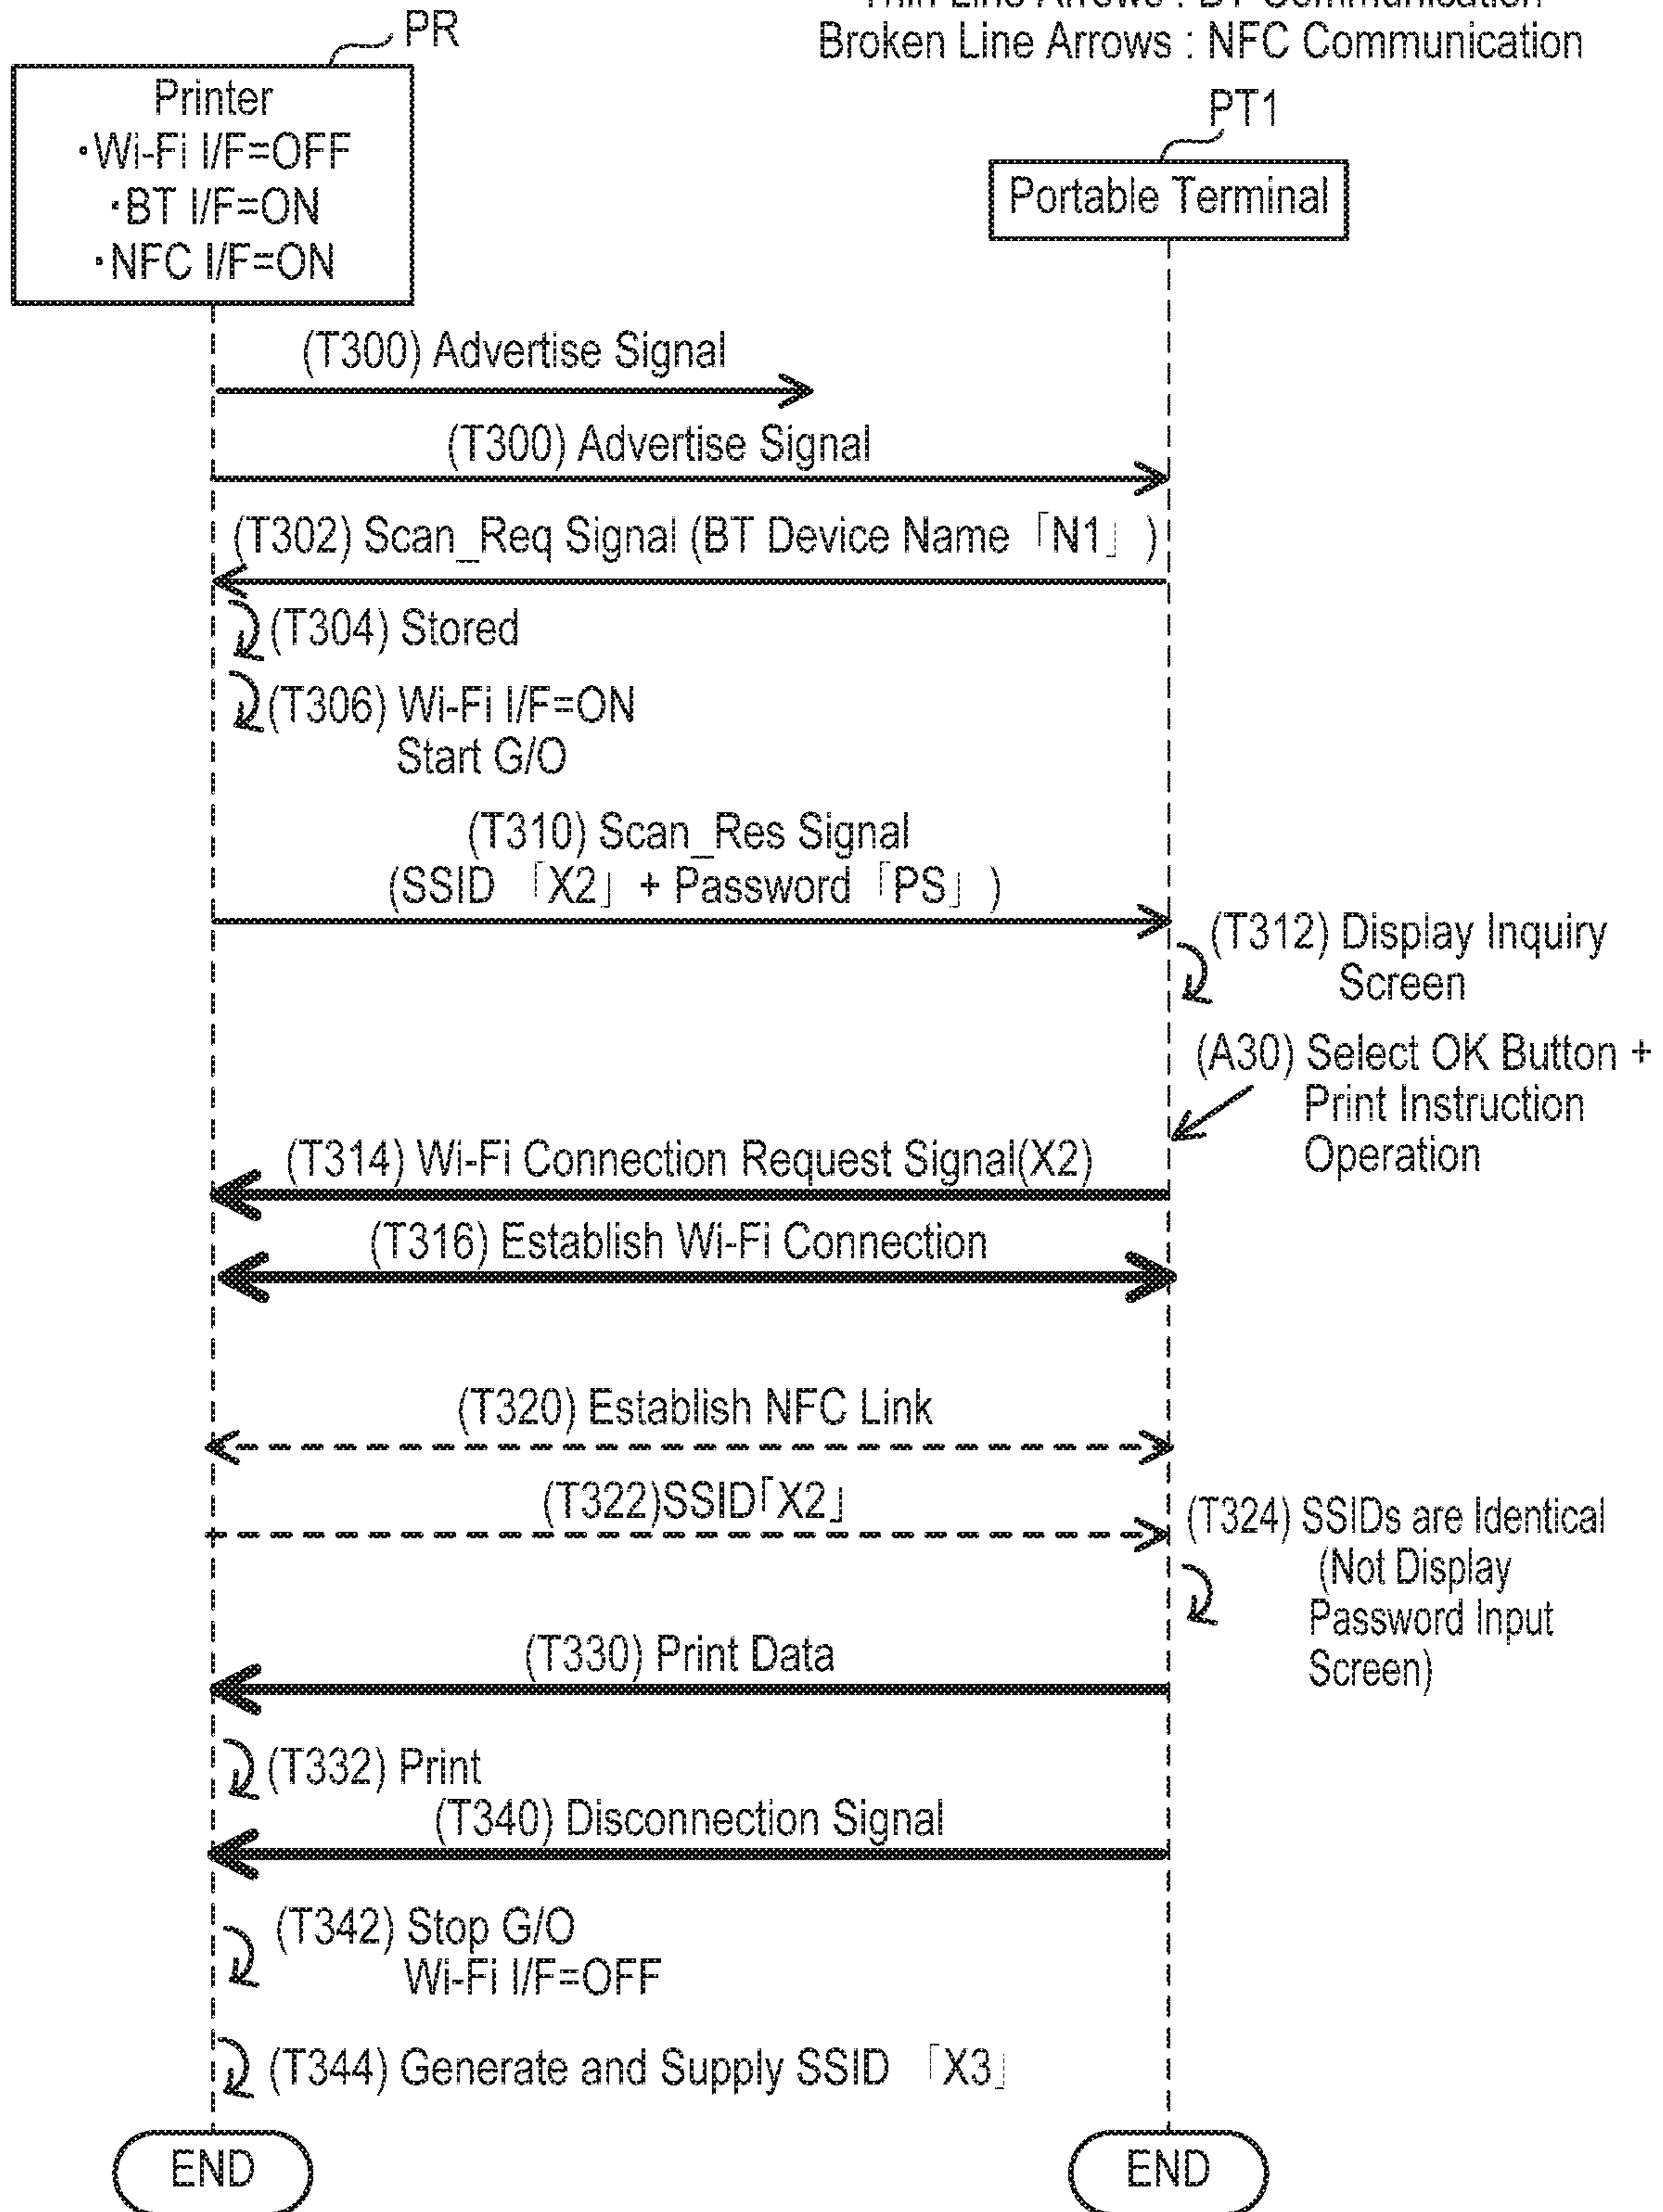 Thin Line Arrows : BT Communication
PR
Broken Line Arrows : NFC Communication
Printer
・Wi-Fi I/F=OFF
・BT I/F=ON
・NFC I/F=ON
PT1
Portable Terminal
(T300) Advertise Signal
(T300) Advertise Signal
(T302) Scan_Req Signal (BT Device Name「N1」)
(T304) Stored
(T306) Wi-Fi I/F=ON
Start G/O
(T310) Scan_Res Signal
(SSID 「X2」 + Password「PS」)
(T312) Display Inquiry
Screen
(A30) Select OK Button +
Print Instruction
Operation
(T314) Wi-Fi Connection Request Signal(X2)
(T316) Establish Wi-Fi Connection
(T320) Establish NFC Link
(T322)SSID「X2」
(T324) SSIDs are Identical
(Not Display
Password Input
Screen)
(T330) Print Data
(T332) Print
(T340) Disconnection Signal
(T342) Stop G/O
Wi-Fi I/F=OFF
(T344) Generate and Supply SSID 「X3」
END
END